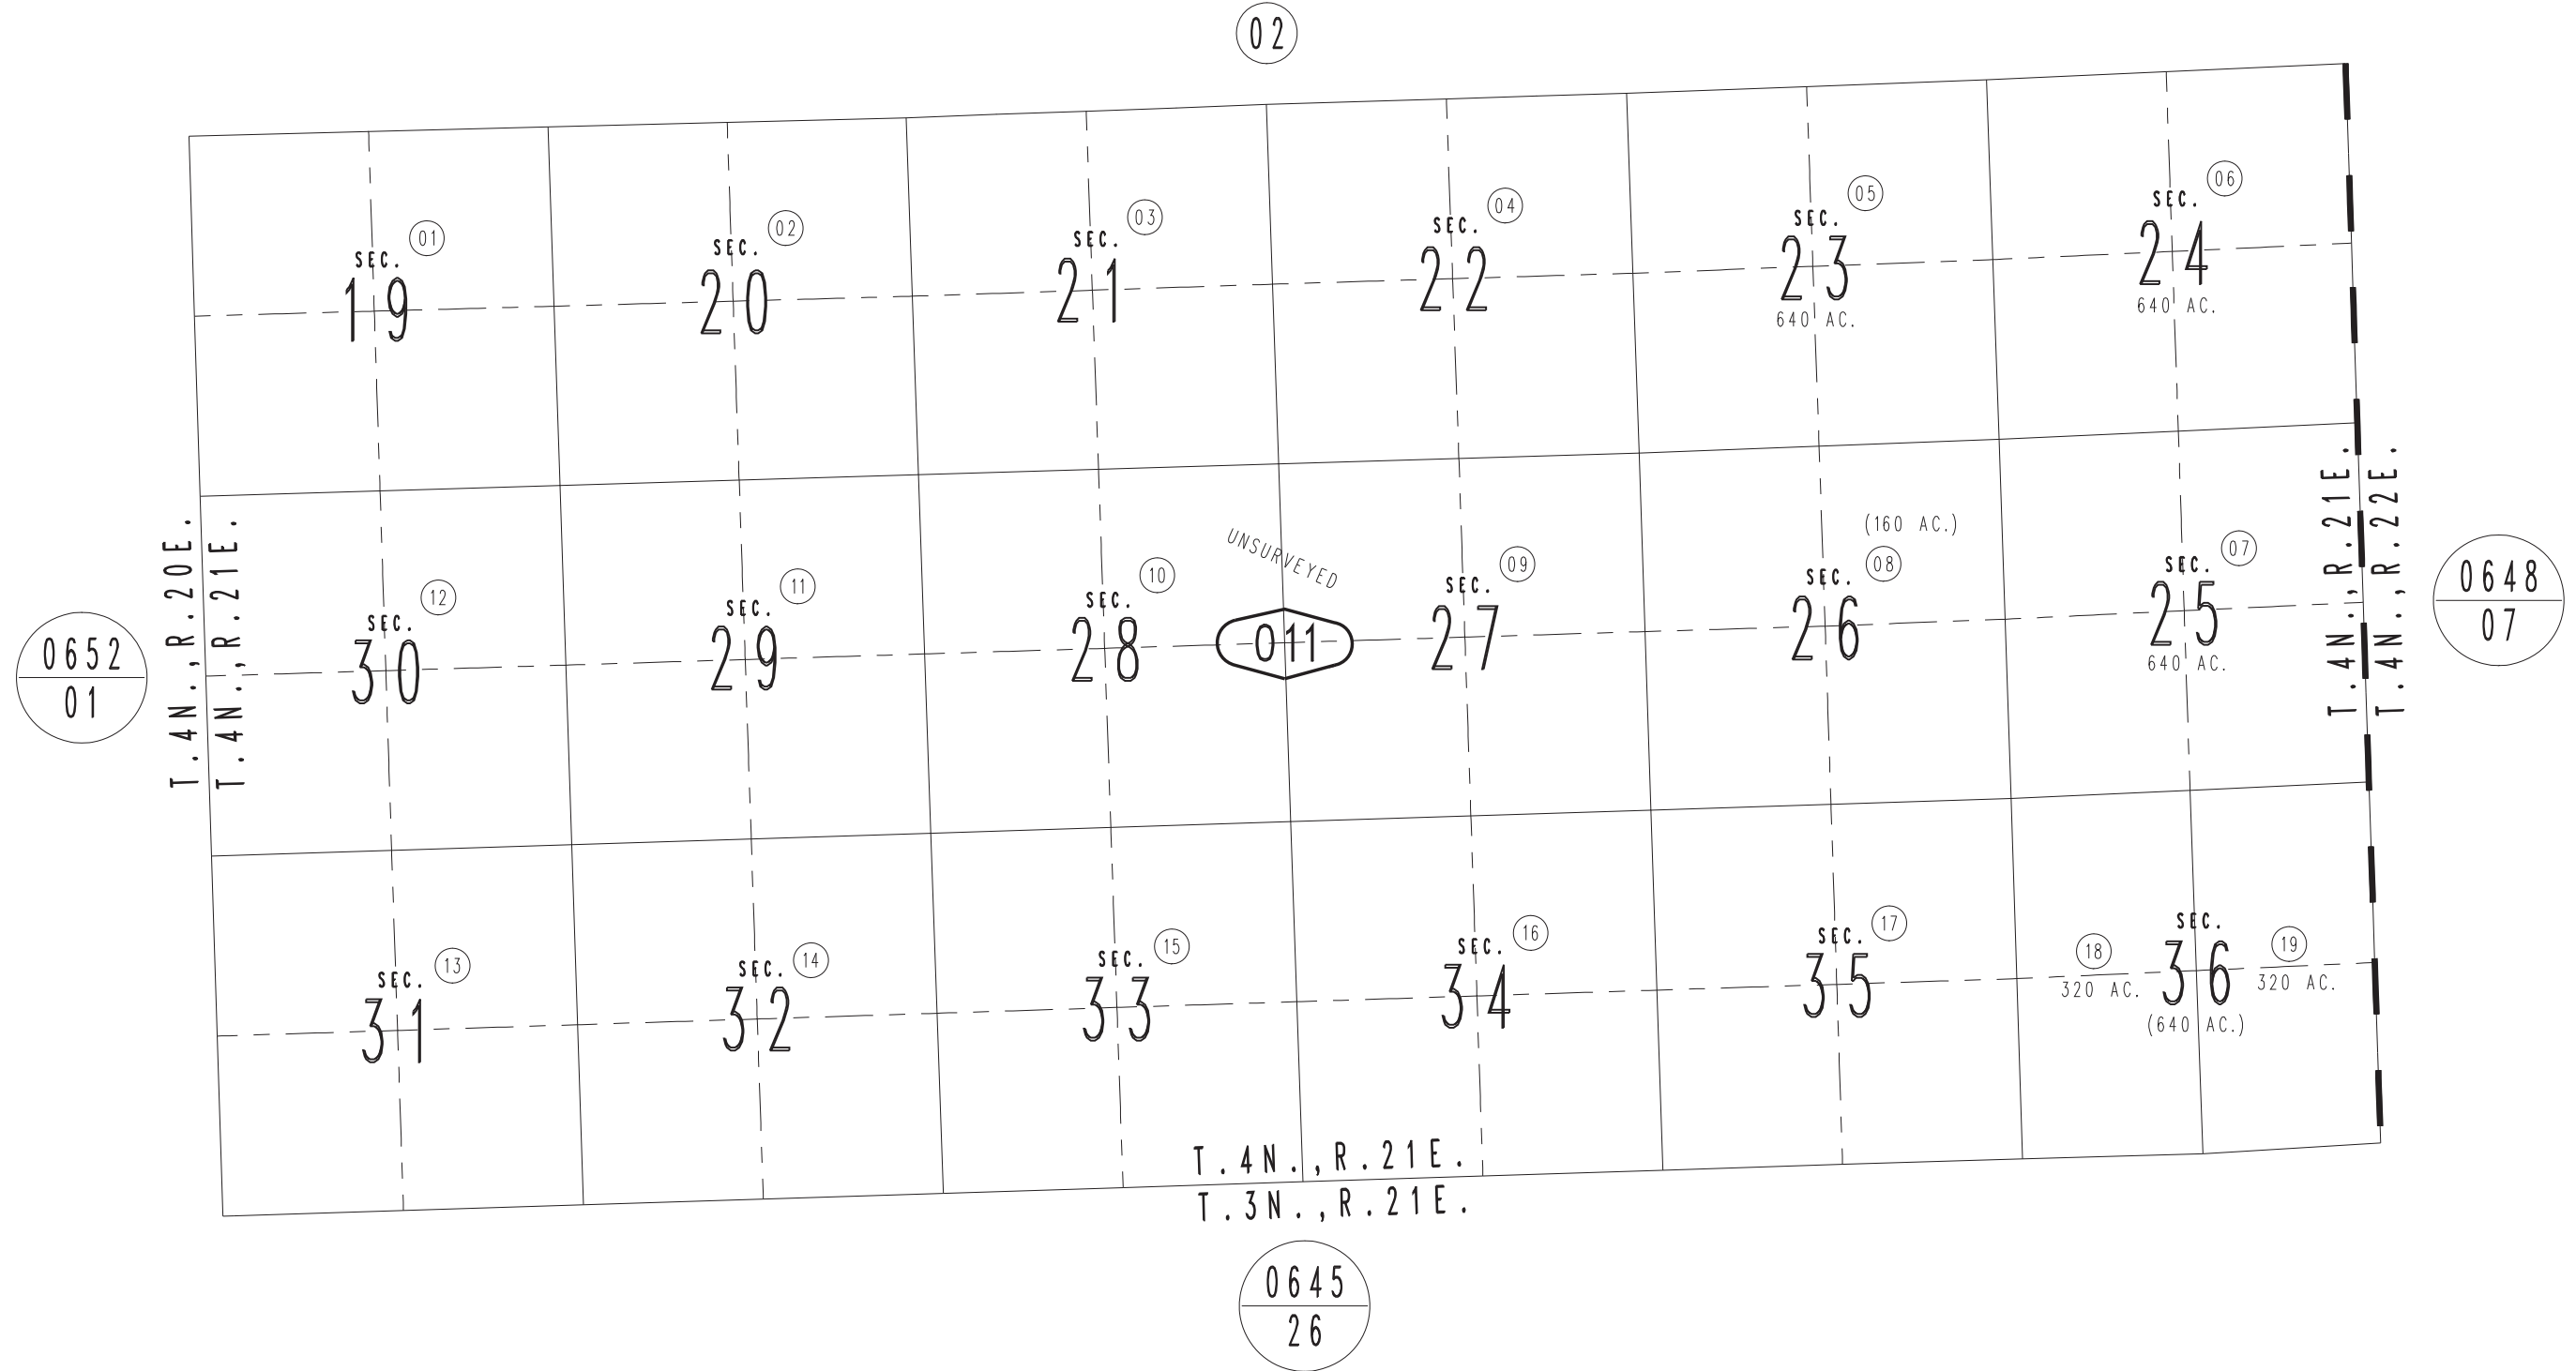 02
SEC. 01
19
SEC. 02
20
SEC. 03
21
SEC. 04
22
SEC. 05
23
640 AC.
SEC. 06
24
640 AC.
T.4N.,R.20E.
T.4N.,R.21E.
0652
01
SEC. 12
30
SEC. 11
29
SEC. 10
28
UNSURVEYED
011
SEC. 09
27
(160 AC.)
SEC. 08
26
SEC. 07
25
640 AC.
T.4N.,R.21E.
T.4N.,R.22E.
0648
07
SEC. 13
31
SEC. 14
32
SEC. 15
33
SEC. 16
34
SEC. 17
35
18
320 AC.
SEC.
36
(640 AC.)
19
320 AC.
T.4N.,R.21E.
T.3N.,R.21E.
0645
26